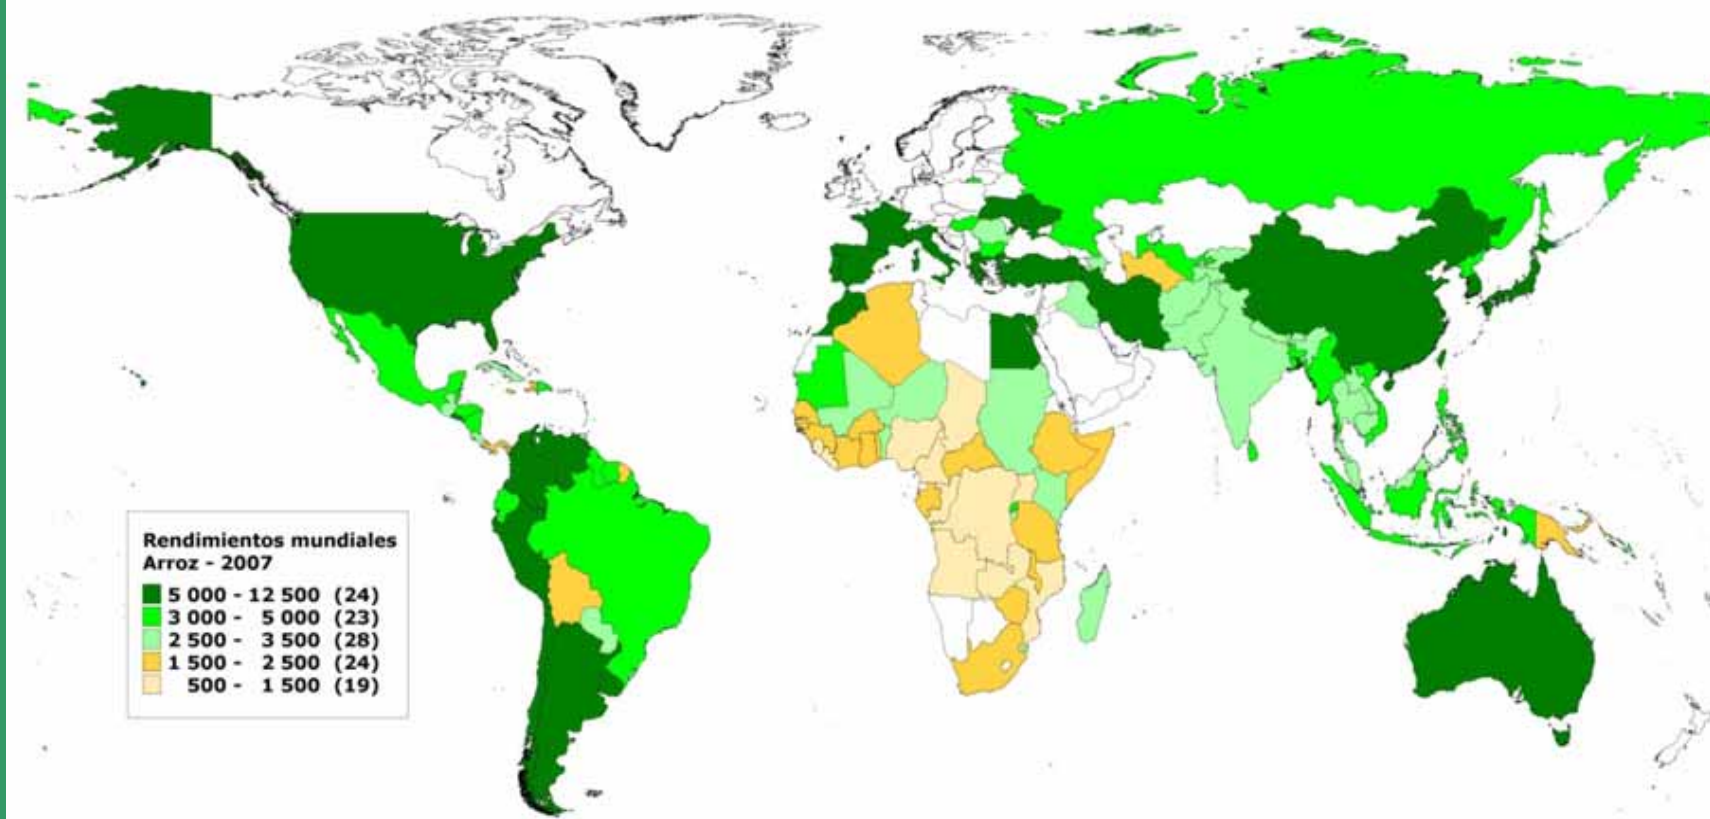 Rendimientos mundiales
Arroz - 2007
5 000 - 12 500 (24)
3 000 - 5 000 (23)
2 500 - 3 500 (28)
1 500 - 2 500 (24)
500 - 1 500 (19)